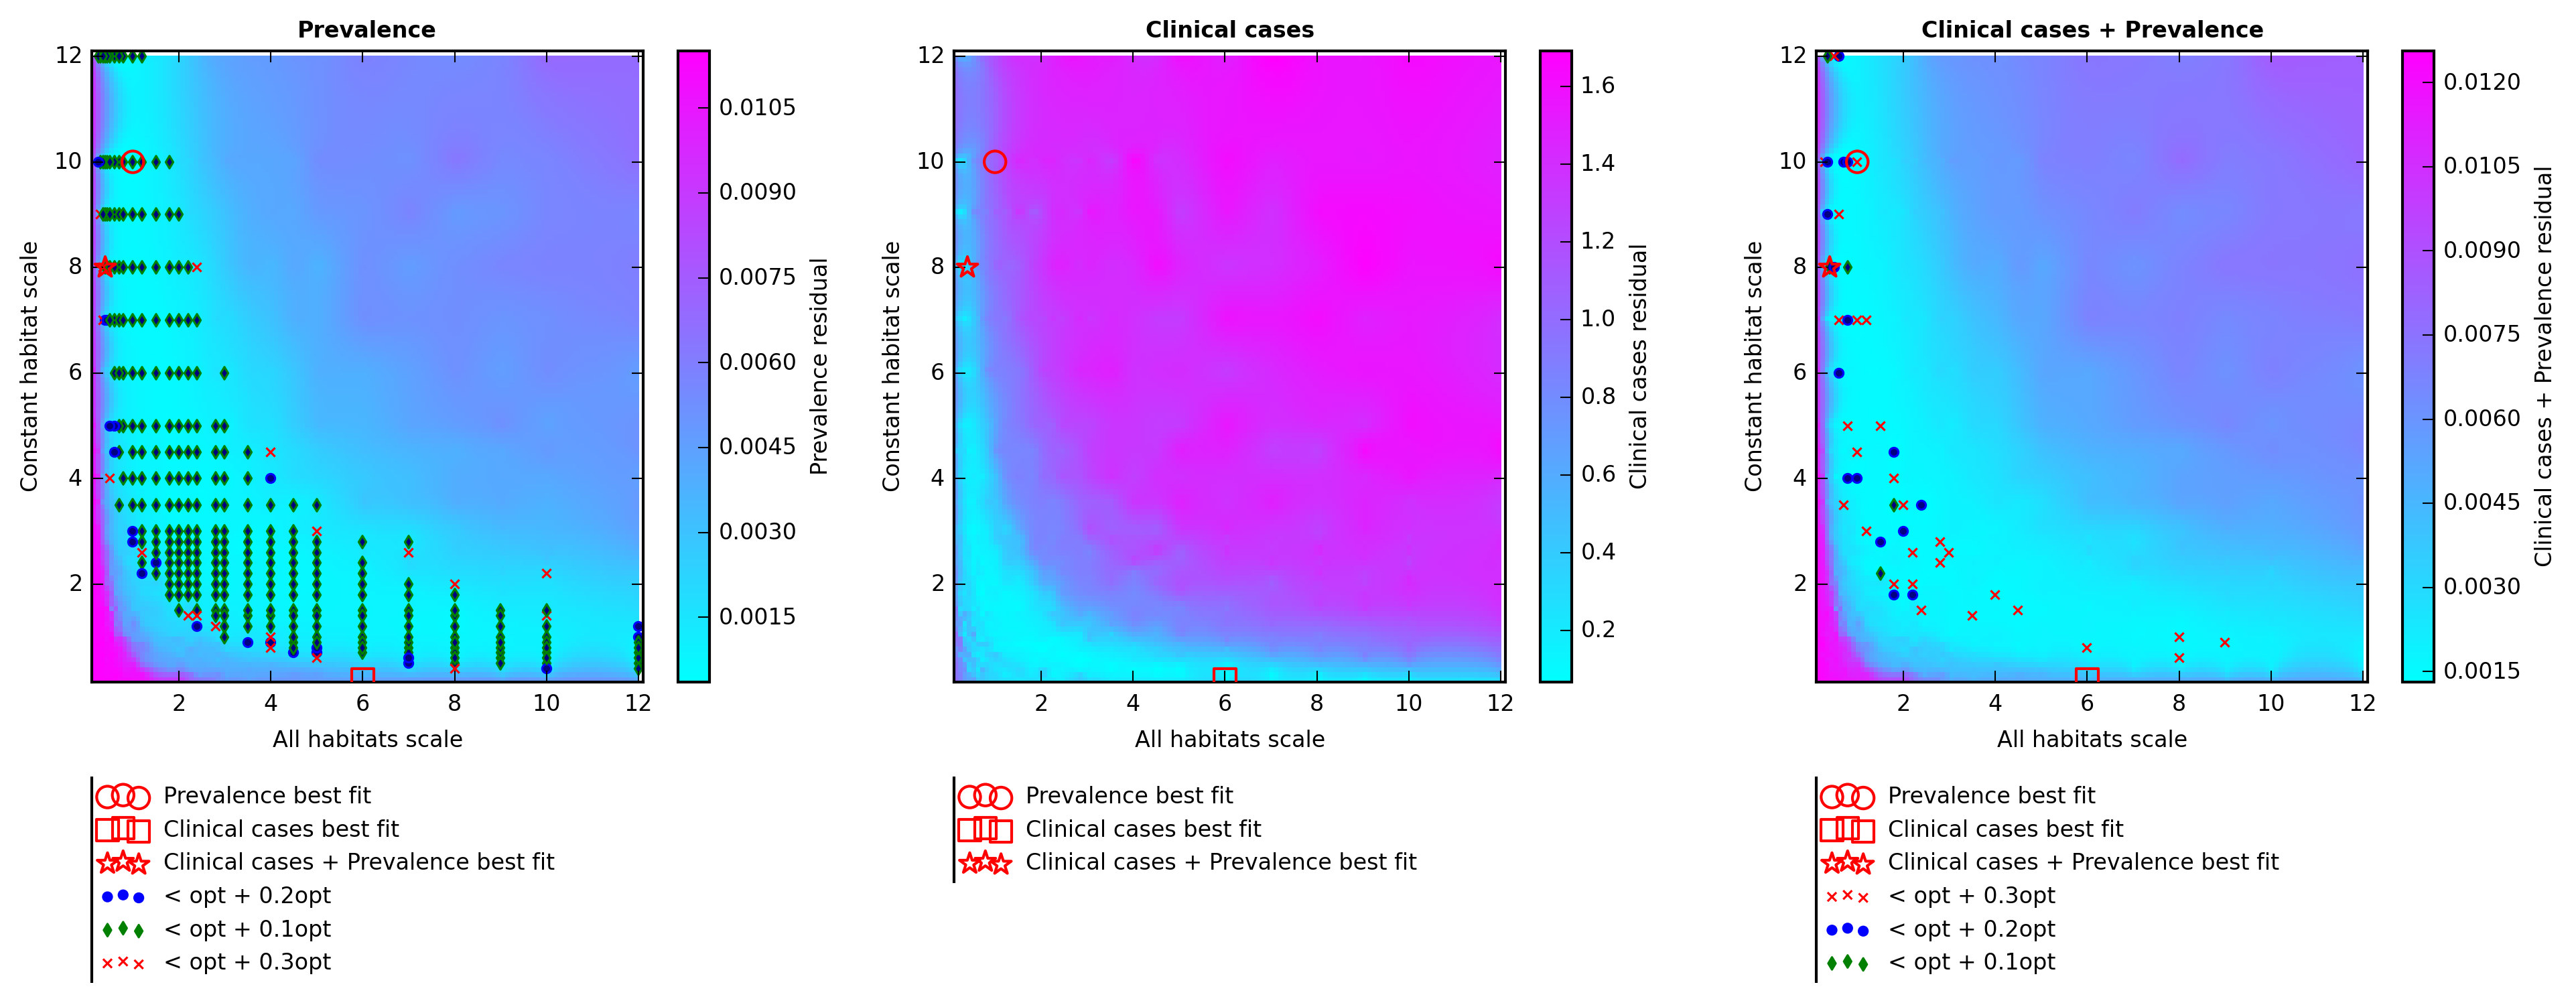 Prevalence
12
10
8
6
4
2
Constant habitat scale
2 4 6 8 10 12
All habitats scale
0.0105
0.0090
0.0075
0.0060
0.0045
0.0030
0.0015
Prevalence residual
Prevalence best fit
Clinical cases best fit
Clinical cases + Prevalence best fit
< opt + 0.2opt
< opt + 0.1opt
< opt + 0.3opt
Clinical cases
12
10
8
6
4
2
Constant habitat scale
2 4 6 8 10 12
All habitats scale
1.6
1.4
1.2
1.0
0.8
0.6
0.4
0.2
Clinical cases residual
Prevalence best fit
Clinical cases best fit
Clinical cases + Prevalence best fit
Clinical cases + Prevalence
12
10
8
6
4
2
Constant habitat scale
2 4 6 8 10 12
All habitats scale
0.0120
0.0105
0.0090
0.0075
0.0060
0.0045
0.0030
0.0015
Clinical cases + Prevalence residual
Prevalence best fit
Clinical cases best fit
Clinical cases + Prevalence best fit
< opt + 0.3opt
< opt + 0.2opt
< opt + 0.1opt